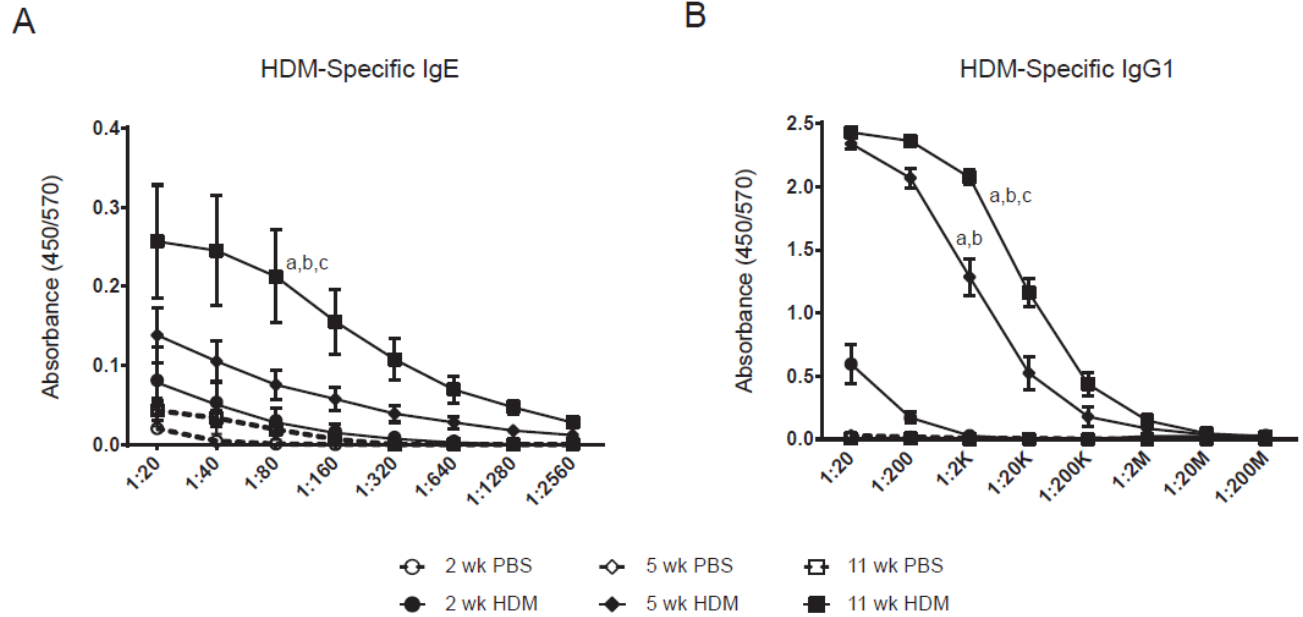 A
B
HDM-Specific IgE
HDM-Specific IgG1
Absorbance (450/570)
0.4
0.3
0.2
0.1
0.0
a,b,c
1:20
1:40
1:80
1:160
1:320
1:640
1:1280
1:2560
Absorbance (450/570)
2.5
2.0
1.5
1.0
0.5
0.0
a,b,c
a,b
1:20
1:200
1:2K
1:20K
1:200K
1:2M
1:20M
1:200M
2 wk PBS
5 wk PBS
11 wk PBS
2 wk HDM
5 wk HDM
11 wk HDM